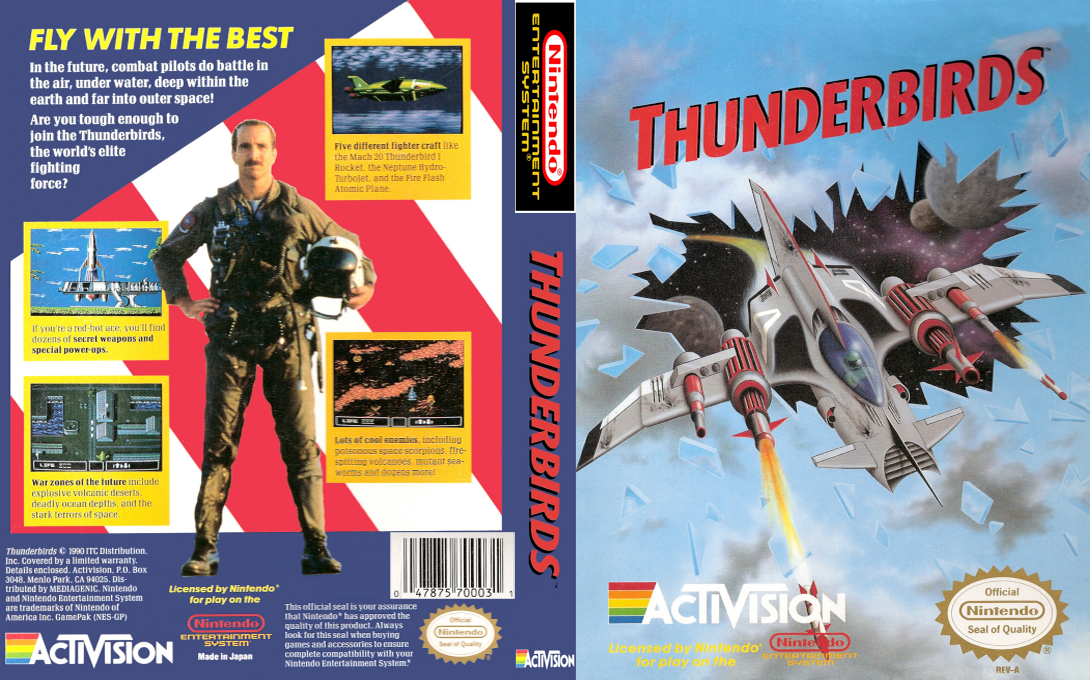 FLY WITH THE BEST
In the future, combat pilots do battle in
the air, under water, deep within the
earth and far into outer space!
Are you tough enough to
join the Thunderbirds,
the world's elite
fighting
force?
Five different fighter craft like
the Mach 20 Thunderbird 1
Rocket, the Neptune Hydro-
TurboJet, and the Fire Flash
Atomic Plane.
If you're a red-hot ace, you'll find
dozens of secret weapons and
special power-ups.
LIFE
War zones of the future include
explosive volcanic deserts,
deadly ocean depths, and the
stark terrors of space.
LIFE
Lots of cool enemies, including
poisonous space scorpions, fire-
spitting volcanoes, mutant sea-
worms and dozens more!
Thunderbirds © 1990 ITC Distribution,
Inc. Covered by a limited warranty.
Details enclosed. Activision, P.O. Box
3048, Menlo Park, CA 94025. Dis-
tributed by MEDIAGENIC. Nintendo
and Nintendo Entertainment System
are trademarks of Nintendo of
America Inc. GamePak (NES-GP)
ACTIVISION
Licensed by Nintendo®
for play on the
Nintendo®
ENTERTAINMENT
SYSTEM®
Made in Japan
This official seal is your assurance
that Nintendo® has approved the
quality of this product. Always
look for this seal when buying
games and accessories to ensure
complete compatibility with your
Nintendo Entertainment System.®
0 47875 70003 1
Official
Nintendo
Seal of Quality
®
Nintendo®
ENTERTAINMENT
SYSTEM®
THUNDERBIRDS™
ACTIVISION
THUNDERBIRDS™
ACTIVISION
Licensed by Nintendo®
for play on the
Nintendo®
ENTERTAINMENT
SYSTEM
Official
Nintendo
Seal of Quality
®
REV-A